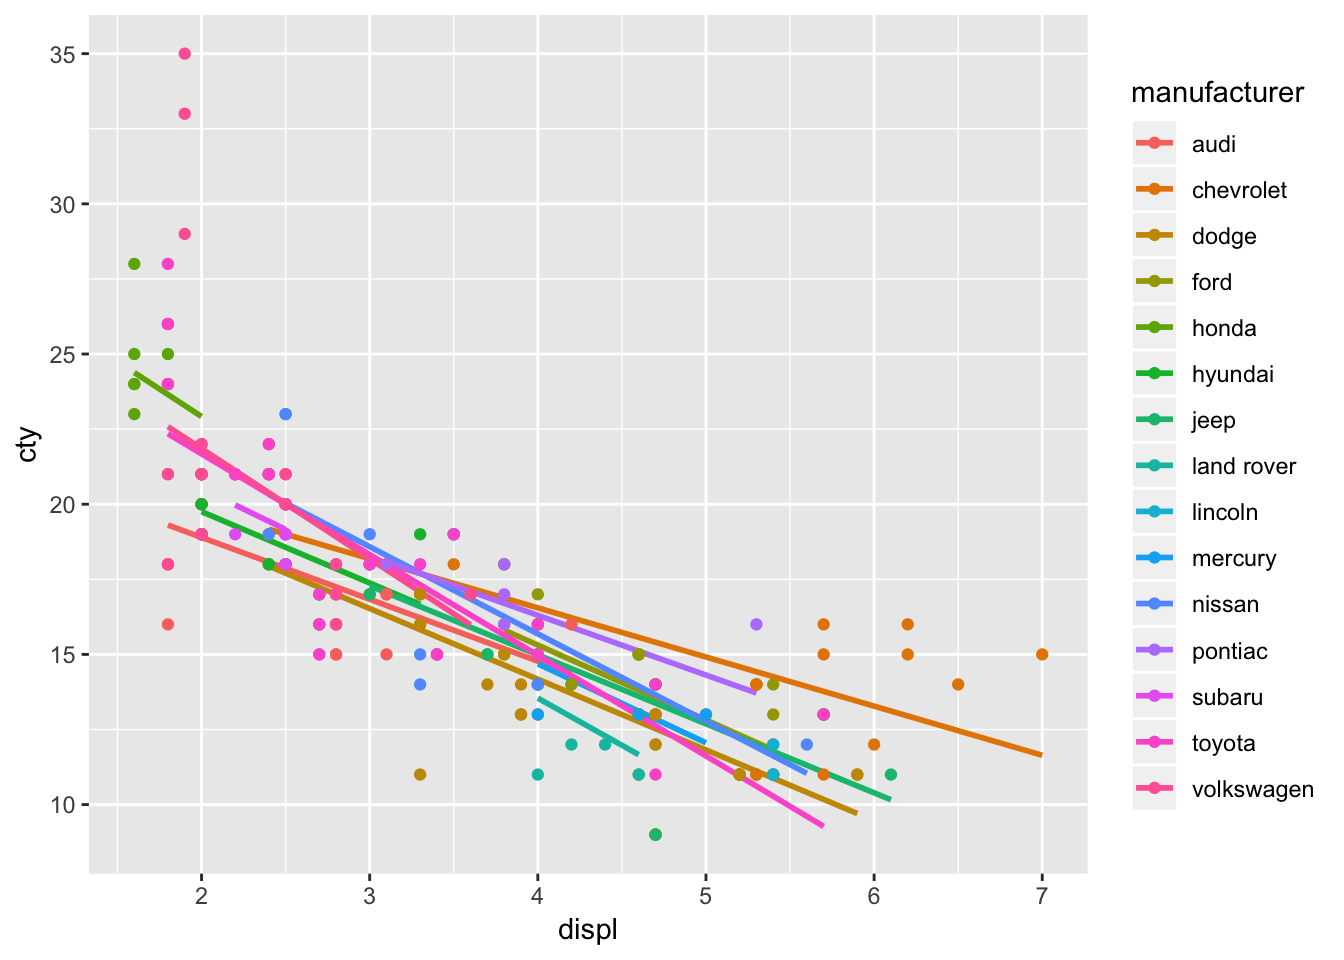 35
30
25
20
15
10
cty
2 3 4 5 6 7
displ
manufacturer
audi
chevrolet
dodge
ford
honda
hyundai
jeep
land rover
lincoln
mercury
nissan
pontiac
subaru
toyota
volkswagen